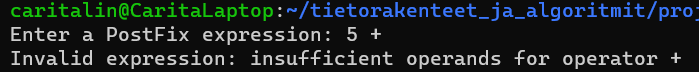 caritalin@CaritaLaptop:~/tietorakenteet_ja_algoritmit/proj
Enter a PostFix expression: 5 +
Invalid expression: insufficient operands for operator +